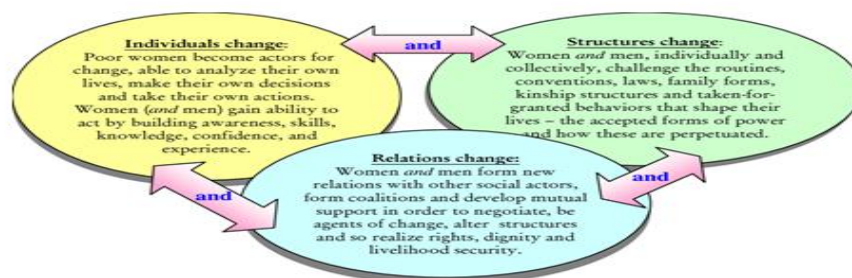 Individuals change:
Poor women become actors for
change, able to analyze their own
lives, make their own decisions
and take their own actions.
Women (and men) gain ability to
act by building awareness, skills,
knowledge, confidence, and
experience.
and
Structures change:
Women and men, individually and
collectively, challenge the routines,
conventions, laws, family forms,
kinship structures and taken-for-
granted behaviors that shape their
lives – the accepted forms of power
and how these are perpetuated.
and
Relations change:
Women and men form new
relations with other social actors,
form coalitions and develop mutual
support in order to negotiate, be
agents of change, alter structures
and so realize rights, dignity and
livelihood security.
and